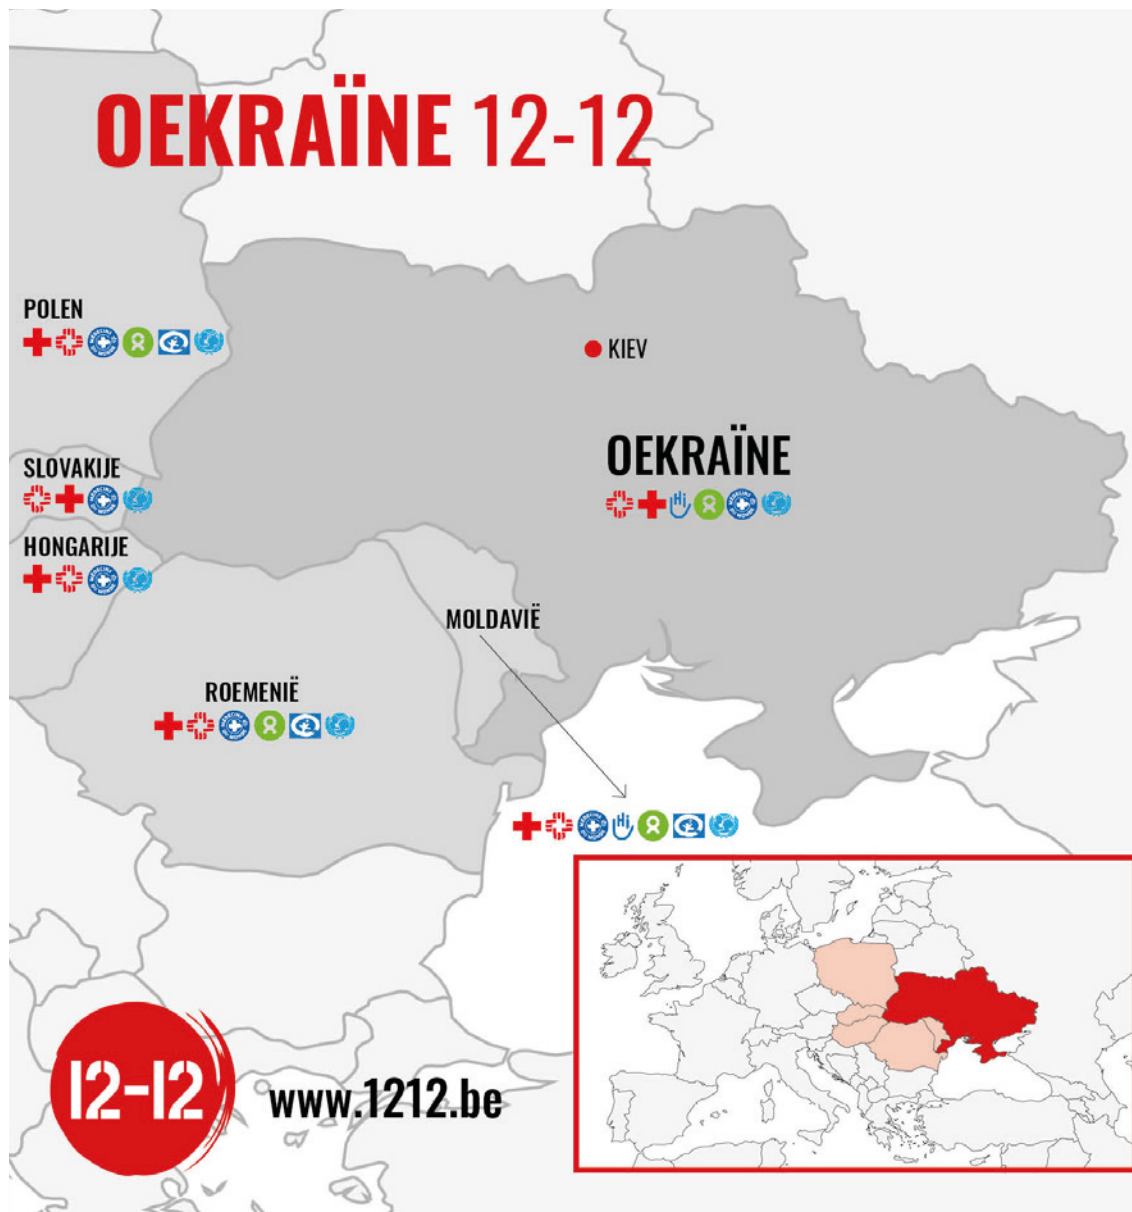 OEKRAÏNE 12-12
POLEN
KIEV
OEKRAÏNE
SLOVAKIJE
HONGARIJE
MOLDAVIË
ROEMENIË
12-12
www.1212.be